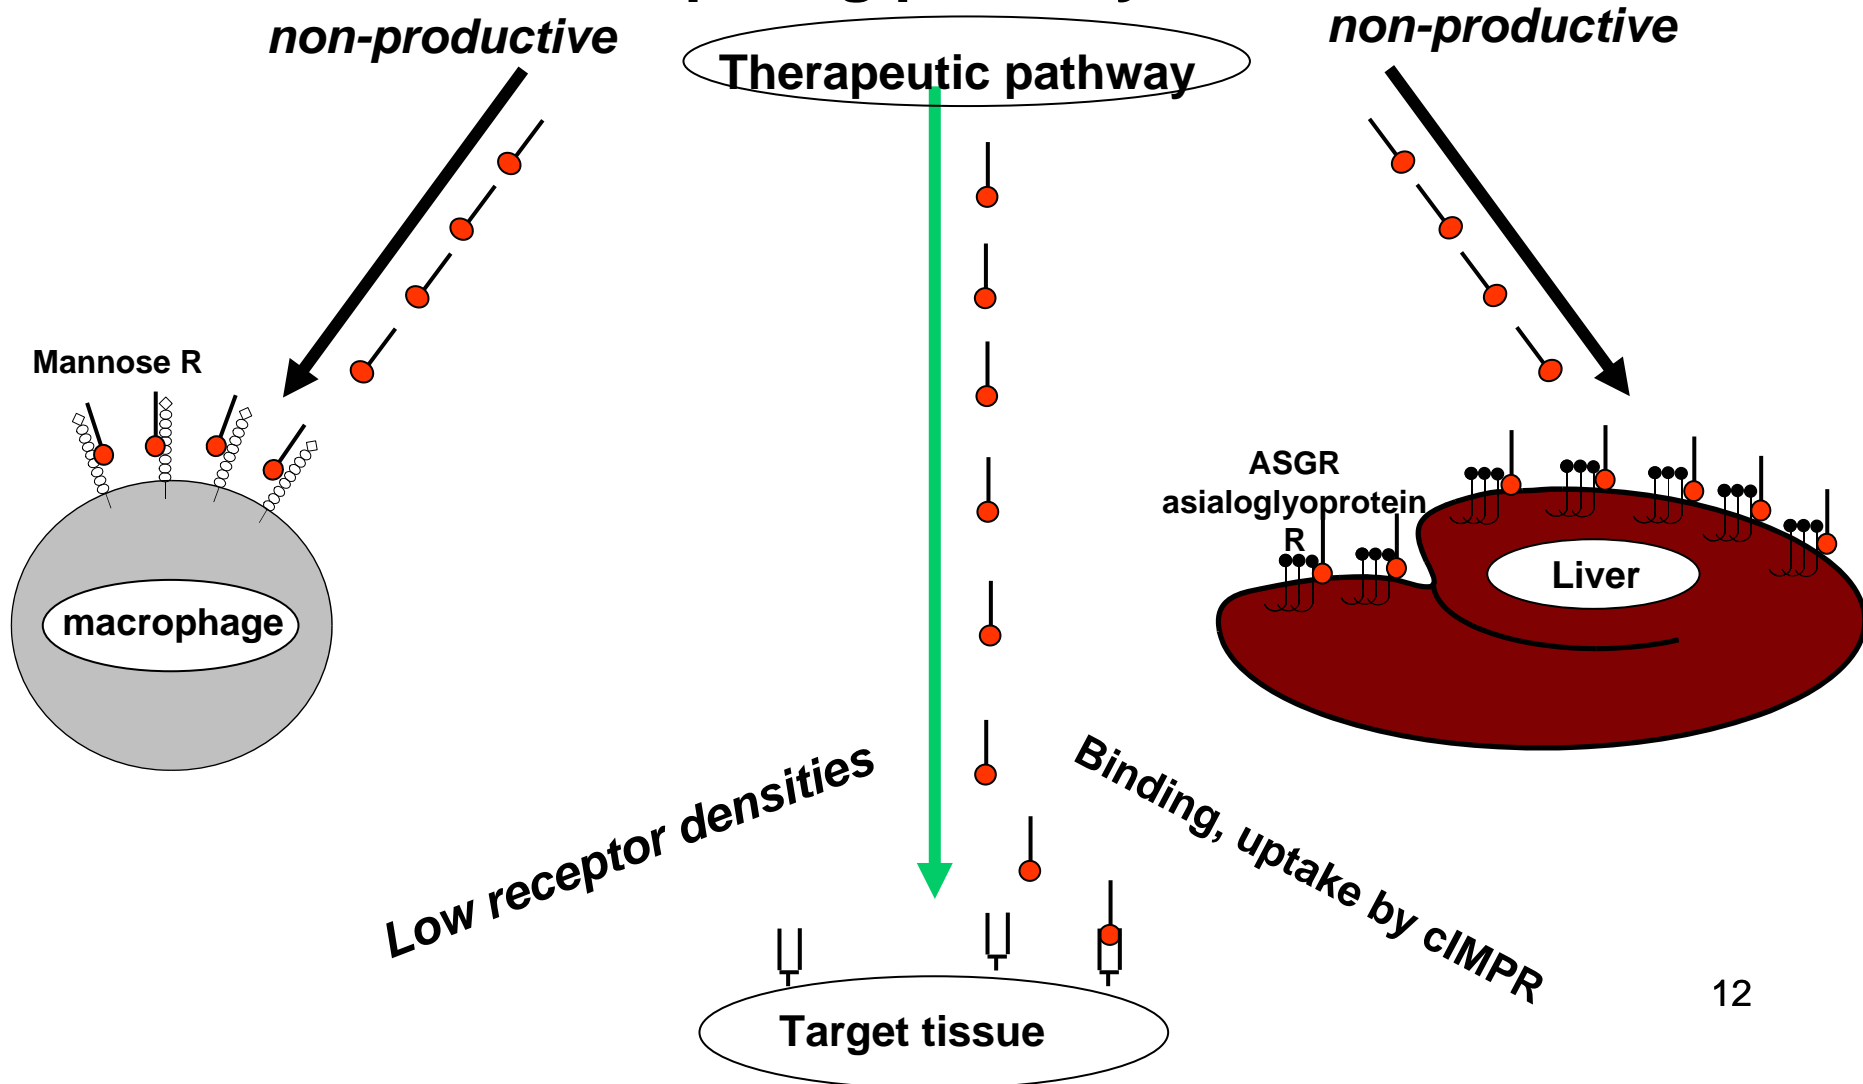 non-productive
Therapeutic pathway
non-productive
Mannose R
macrophage
ASGR
asialoglyoprotein
R
Liver
Low receptor densities
Binding, uptake by cIMPR
Target tissue
12